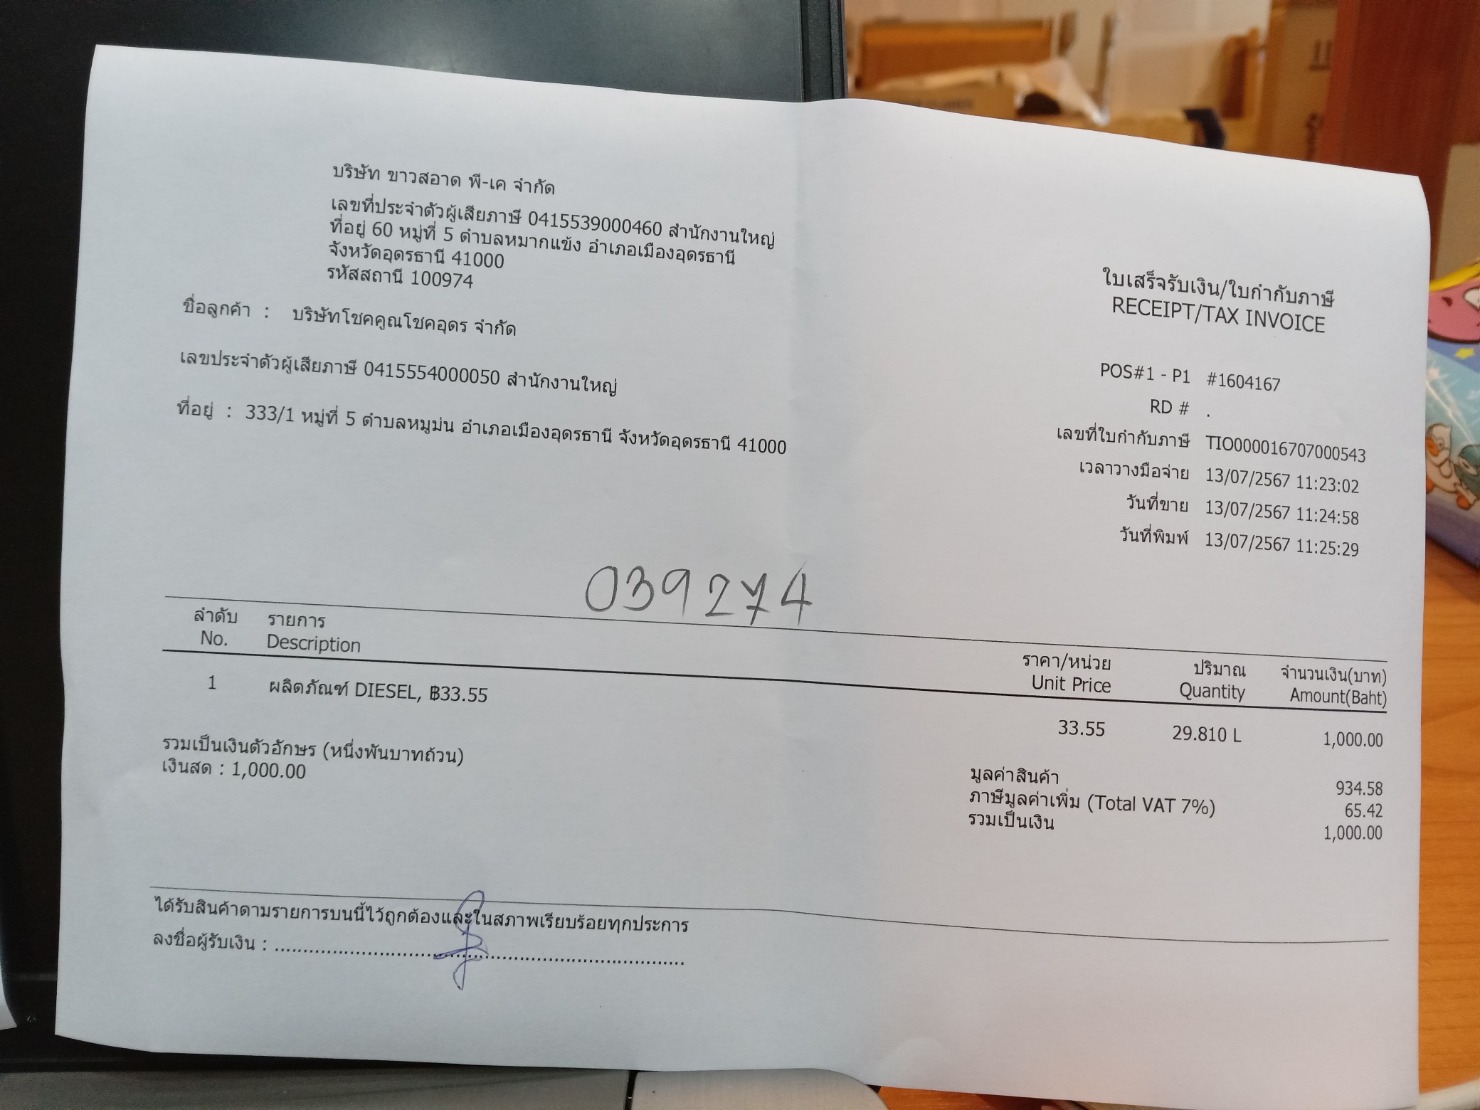 บริษัท ขาวสอาด พี-เค จำกัด
เลขที่ประจำตัวผู้เสียภาษี 0415539000460 สำนักงานใหญ่
ที่อยู่ 60 หมู่ที่ 5 ตำบลหมากแข้ง อำเภอเมืองอุดรธานี
จังหวัดอุดรธานี 41000
รหัสสถานี 100974
ชื่อลูกค้า : บริษัทโชคคูณโชคอุดร จำกัด
เลขประจำตัวผู้เสียภาษี 0415554000050 สำนักงานใหญ่
ที่อยู่ : 333/1 หมู่ที่ 5 ตำบลหมูม่น อำเภอเมืองอุดรธานี จังหวัดอุดรธานี 41000
ใบเสร็จรับเงิน/ใบกำกับภาษี
RECEIPT/TAX INVOICE
POS#1 - P1 #1604167
RD # .
เลขที่ใบกำกับภาษี TIO000016707000543
เวลาวางมือจ่าย 13/07/2567 11:23:02
วันที่ขาย 13/07/2567 11:24:58
วันที่พิมพ์ 13/07/2567 11:25:29
039274
ลำดับ รายการ ราคา/หน่วย ปริมาณ จำนวนเงิน(บาท)
No. Description Unit Price Quantity Amount(Baht)
1 ผลิตภัณฑ์ DIESEL, ฿33.55 33.55 29.810 L 1,000.00
รวมเป็นเงินตัวอักษร (หนึ่งพันบาทถ้วน)
เงินสด : 1,000.00
มูลค่าสินค้า 934.58
ภาษีมูลค่าเพิ่ม (Total VAT 7%) 65.42
รวมเป็นเงิน 1,000.00
ได้รับสินค้าตามรายการบนนี้ไว้ถูกต้องและในสภาพเรียบร้อยทุกประการ
ลงชื่อผู้รับเงิน : ........................................................................